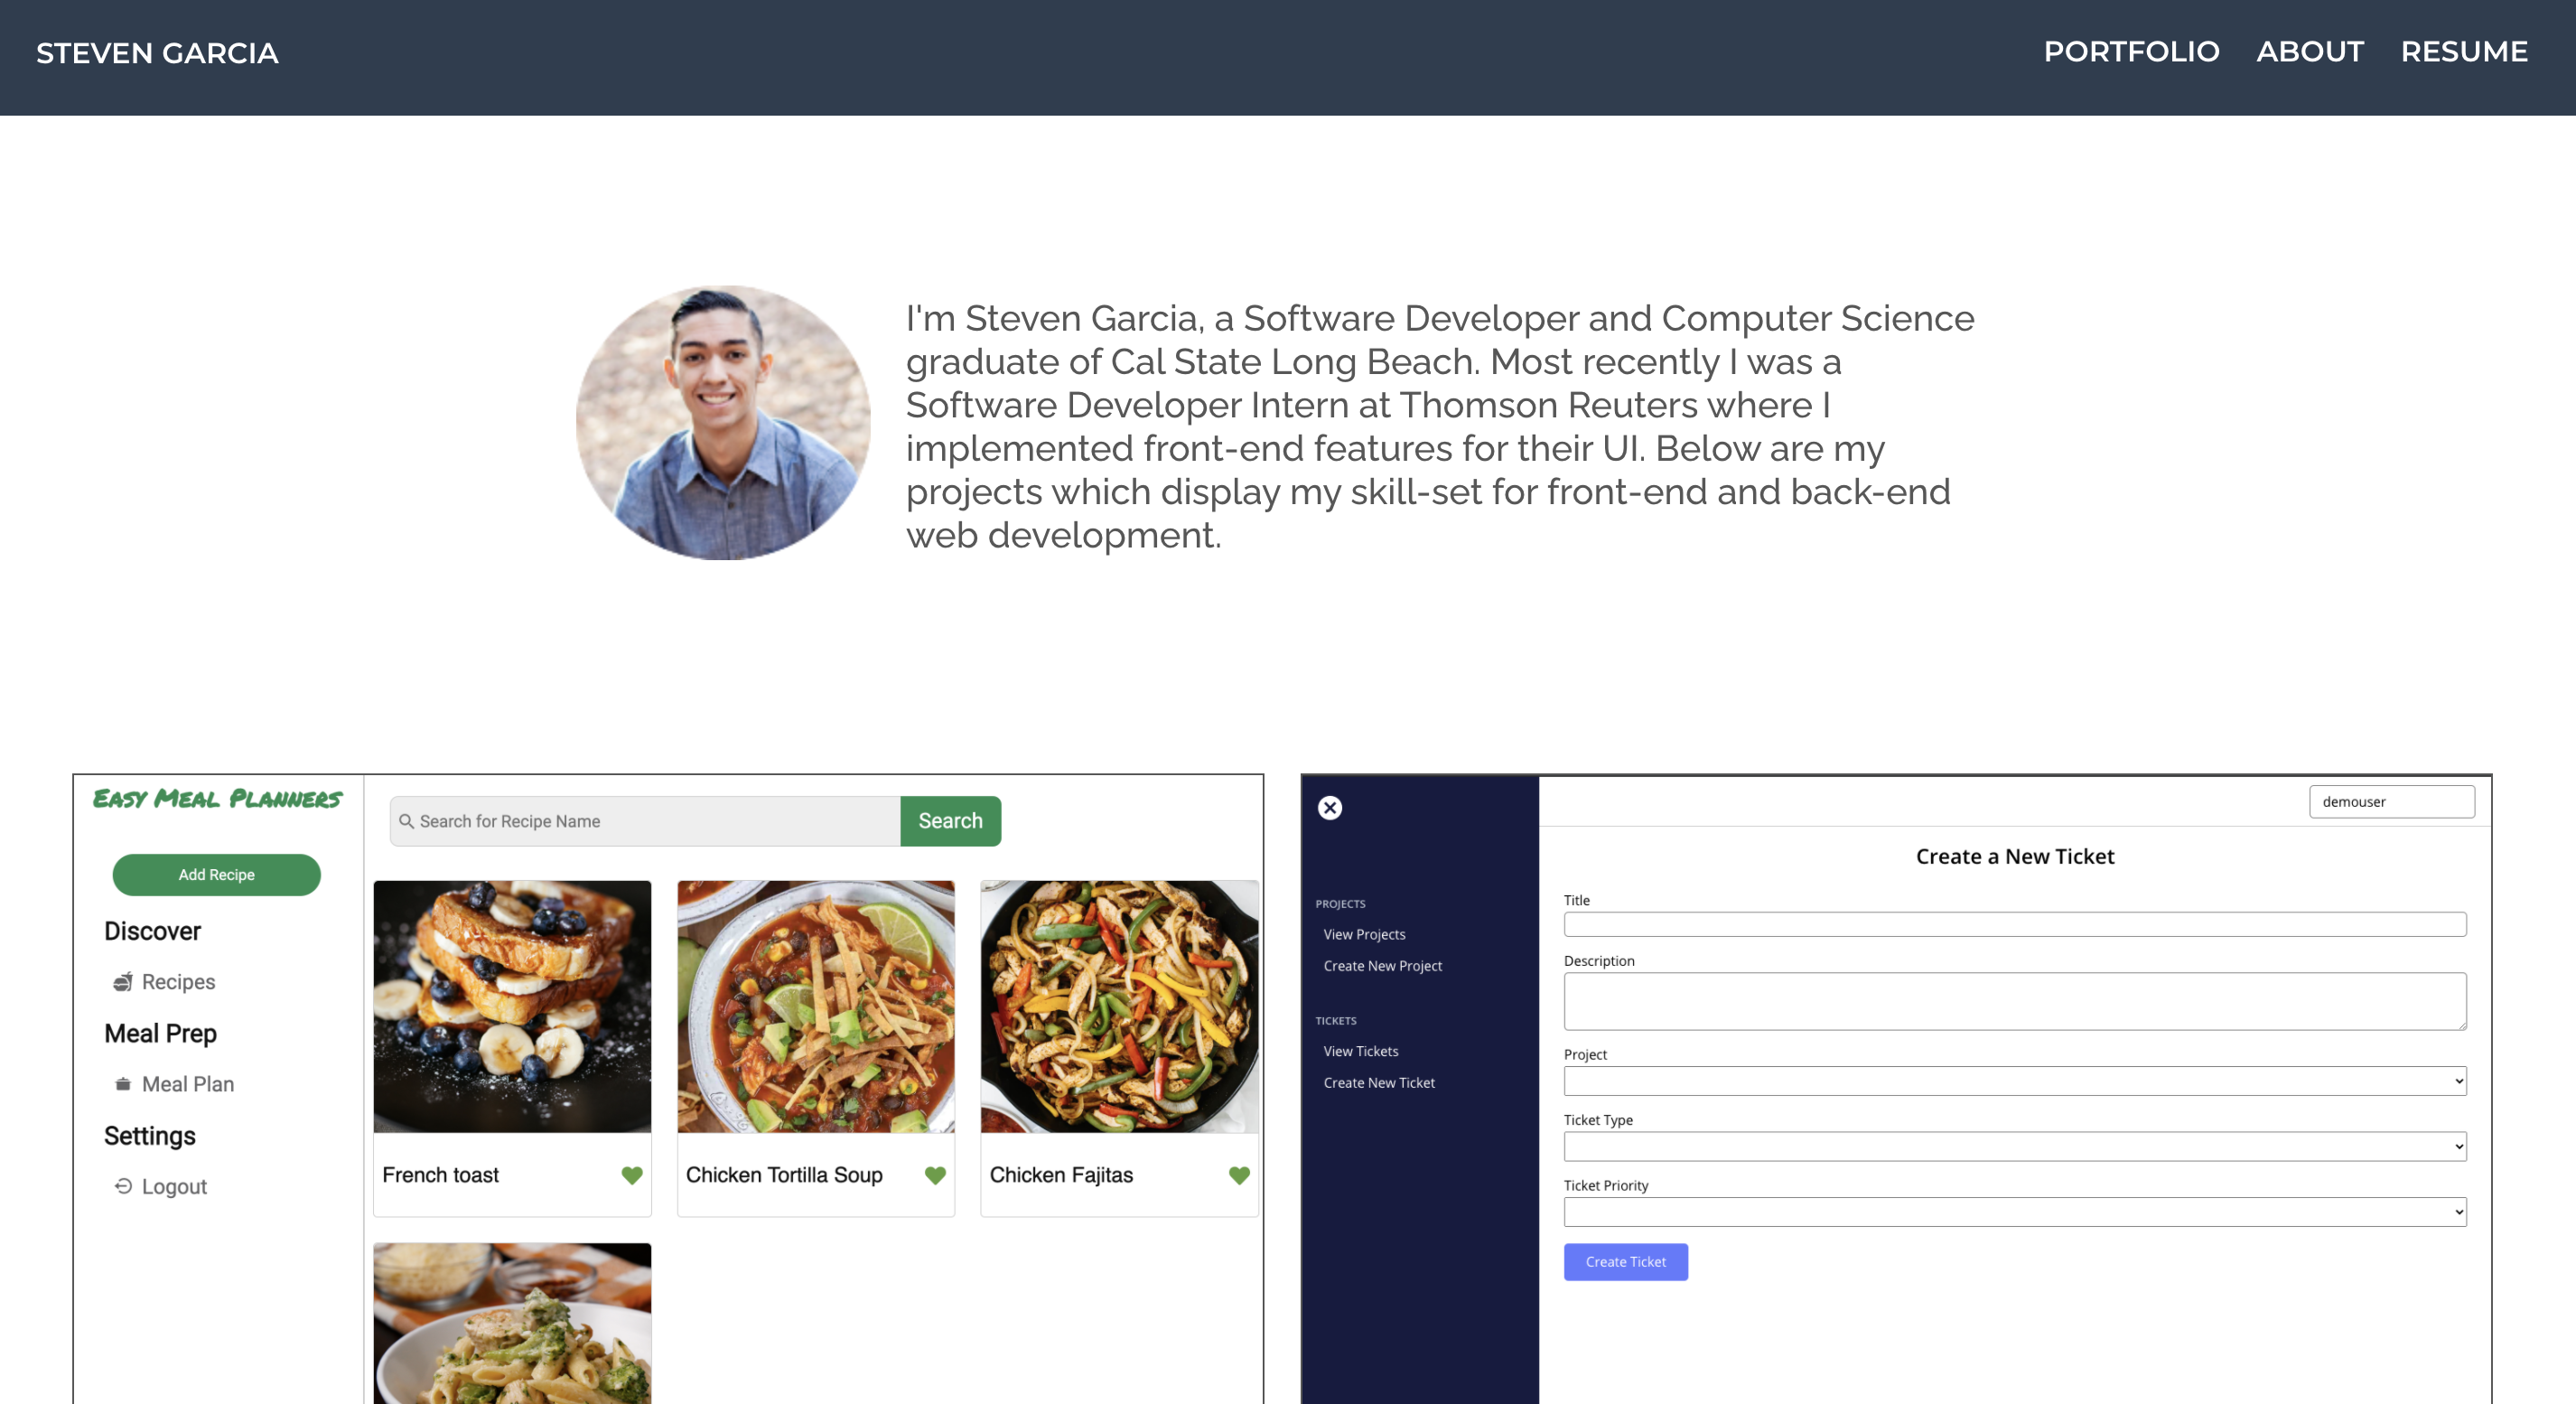 STEVEN GARCIA
PORTFOLIO ABOUT RESUME
I'm Steven Garcia, a Software Developer and Computer Science
graduate of Cal State Long Beach. Most recently I was a
Software Developer Intern at Thomson Reuters where I
implemented front-end features for their UI. Below are my
projects which display my skill-set for front-end and back-end
web development.
EASY MEAL PLANNERS
Add Recipe
Discover
Recipes
Meal Prep
Meal Plan
Settings
Logout
Search for Recipe Name
Search
French toast
Chicken Tortilla Soup
Chicken Fajitas
PROJECTS
View Projects
Create New Project
TICKETS
View Tickets
Create New Ticket
demouser
Create a New Ticket
Title
Description
Project
Ticket Type
Ticket Priority
Create Ticket